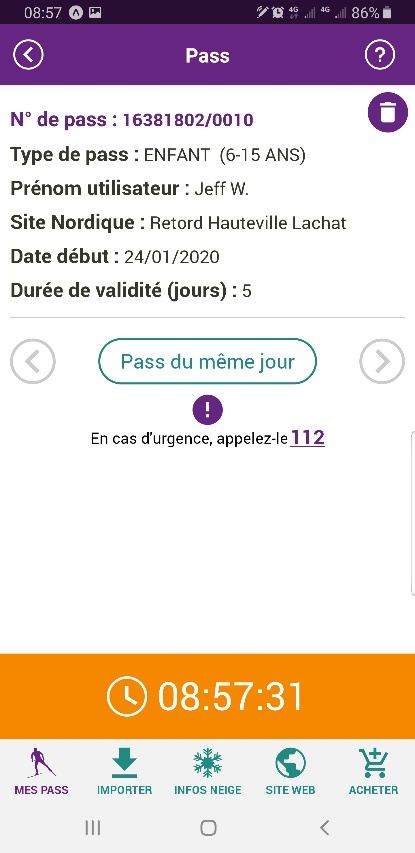 08:57 4G 4G 86%
Pass
?
N° de pass : 16381802/0010
Type de pass : ENFANT (6-15 ANS)
Prénom utilisateur : Jeff W.
Site Nordique : Retord Hauteville Lachat
Date début : 24/01/2020
Durée de validité (jours) : 5
Pass du même jour
!
En cas d'urgence, appelez-le 112
08:57:31
MES PASS IMPORTER INFOS NEIGE SITE WEB ACHETER